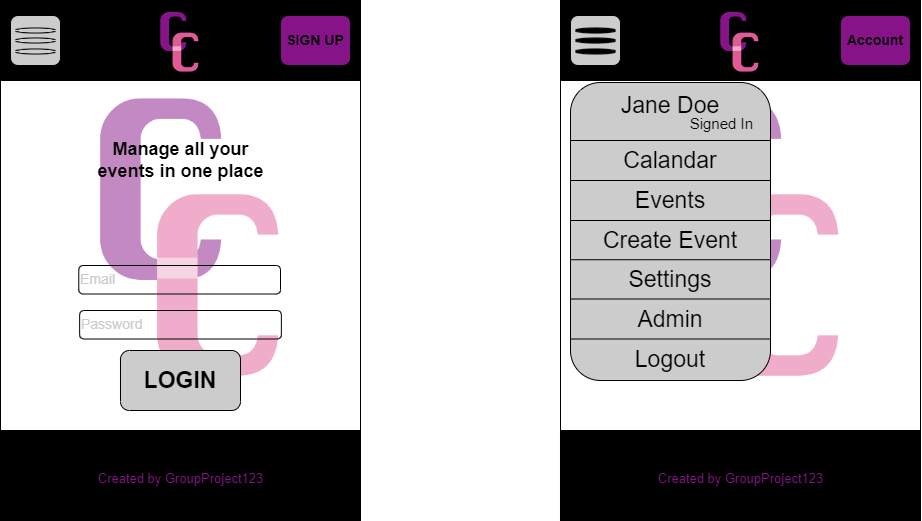 SIGN UP
Manage all your
events in one place
Email
Password
LOGIN
Created by GroupProject123
Account
Jane Doe
Signed In
Calandar
Events
Create Event
Settings
Admin
Logout
Created by GroupProject123